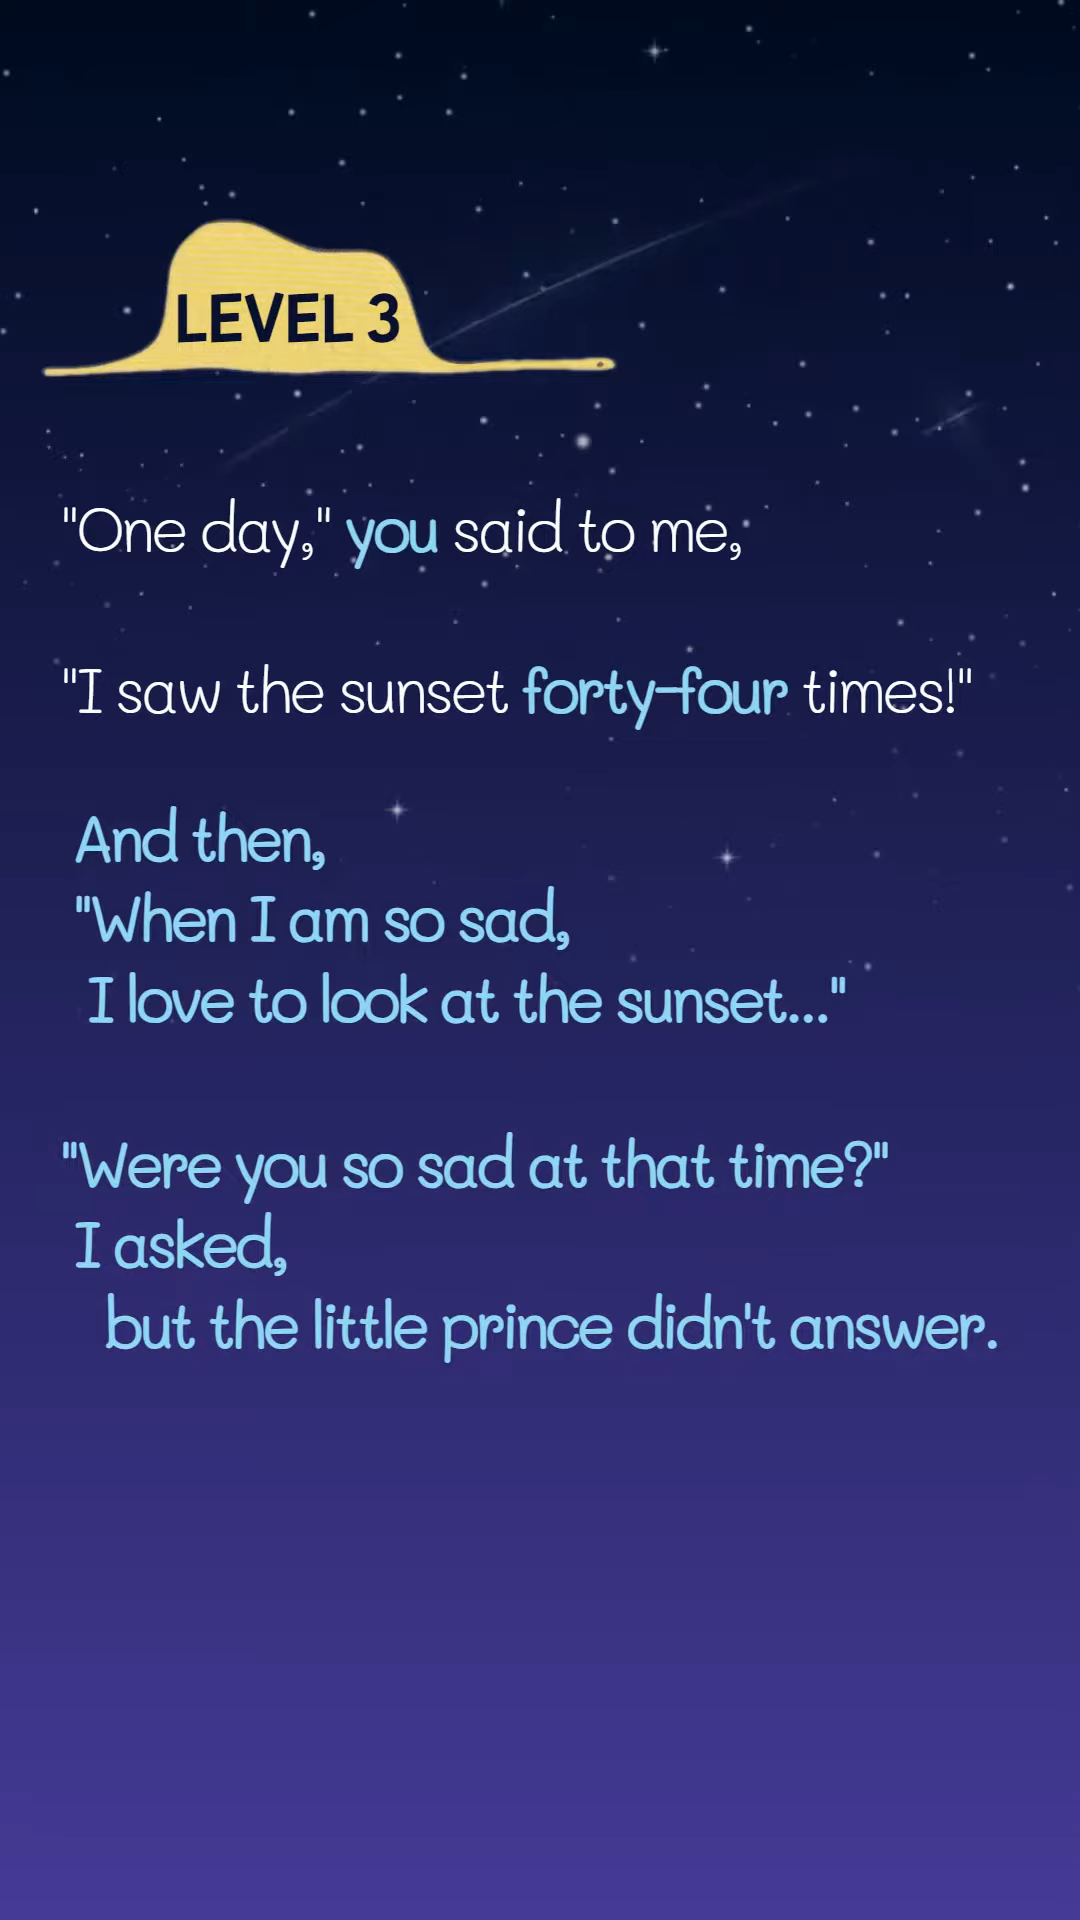 LEVEL 3
"One day," you said to me,
"I saw the sunset forty-four times!"
And then,
"When I am so sad,
I love to look at the sunset..."
"Were you so sad at that time?"
I asked,
but the little prince didn't answer.